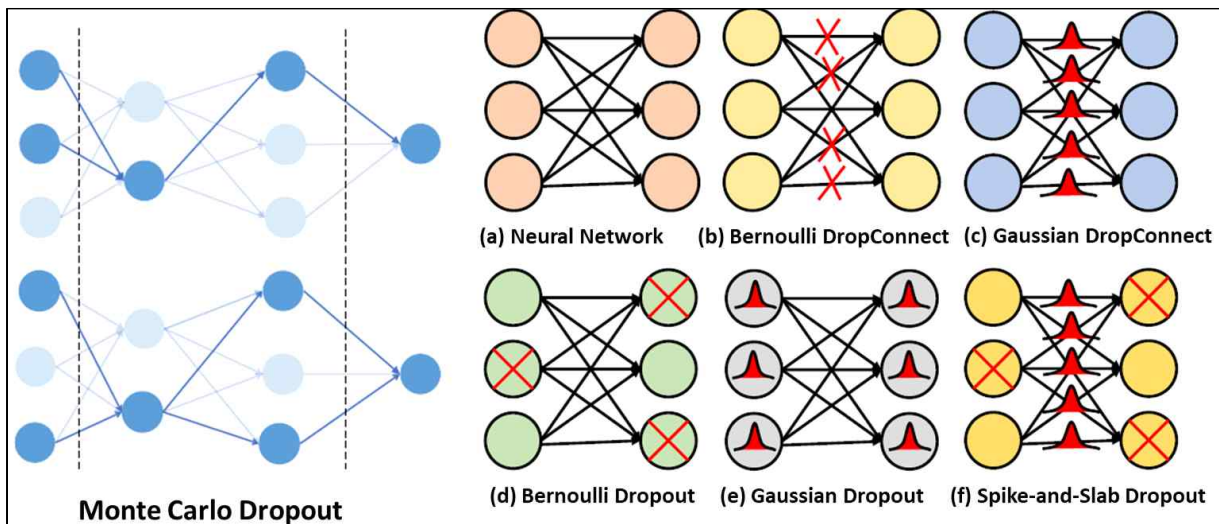 (a) Neural Network
(b) Bernoulli DropConnect
(c) Gaussian DropConnect
(d) Bernoulli Dropout
(e) Gaussian Dropout
(f) Spike-and-Slab Dropout
Monte Carlo Dropout